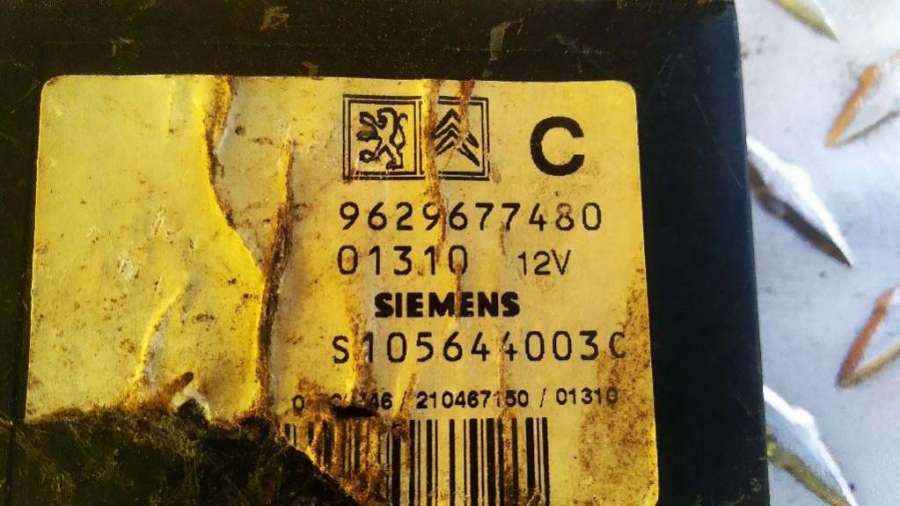 C
9629677480
01310 12V
SIEMENS
S105644003C
/ 210467150 / 01310